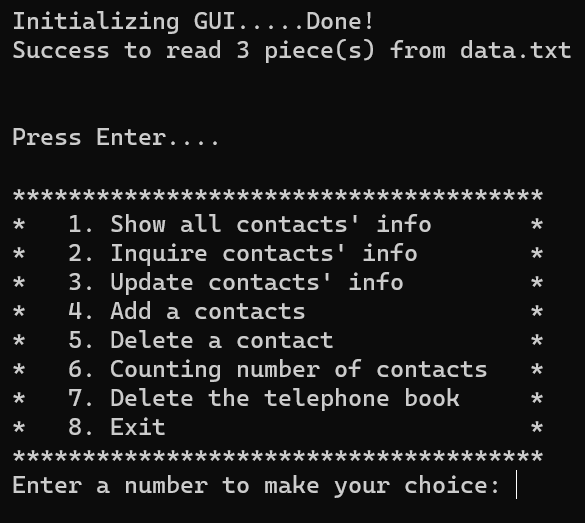 Initializing GUI.....Done!
Success to read 3 piece(s) from data.txt
Press Enter....
**************************************
*   1. Show all contacts' info       *
*   2. Inquire contacts' info        *
*   3. Update contacts' info         *
*   4. Add a contacts                *
*   5. Delete a contact              *
*   6. Counting number of contacts   *
*   7. Delete the telephone book     *
*   8. Exit                          *
**************************************
Enter a number to make your choice: